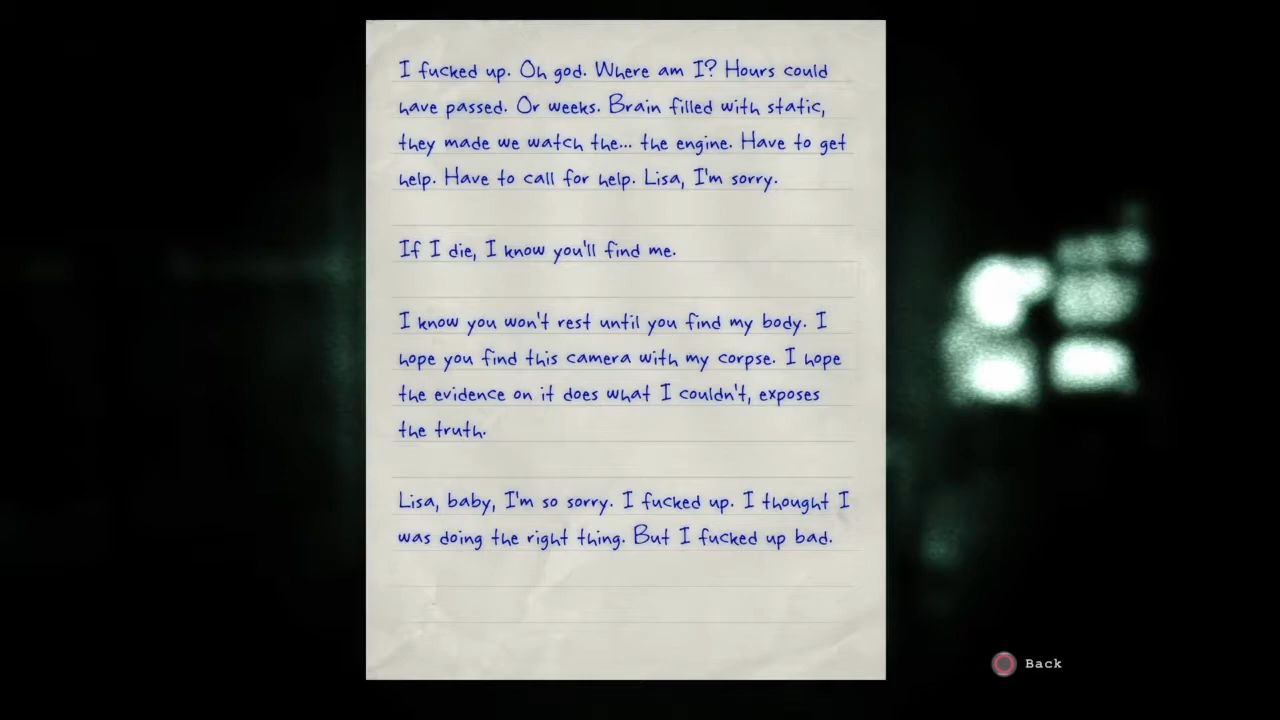 I fucked up. Oh god. Where am I? Hours could
have passed. Or weeks. Brain filled with static,
they made we watch the... the engine. Have to get
help. Have to call for help. Lisa, I'm sorry.
If I die, I know you'll find me.
I know you won't rest until you find my body. I
hope you find this camera with my corpse. I hope
the evidence on it does what I couldn't, exposes
the truth.
Lisa, baby, I'm so sorry. I fucked up. I thought I
was doing the right thing. But I fucked up bad.
Back